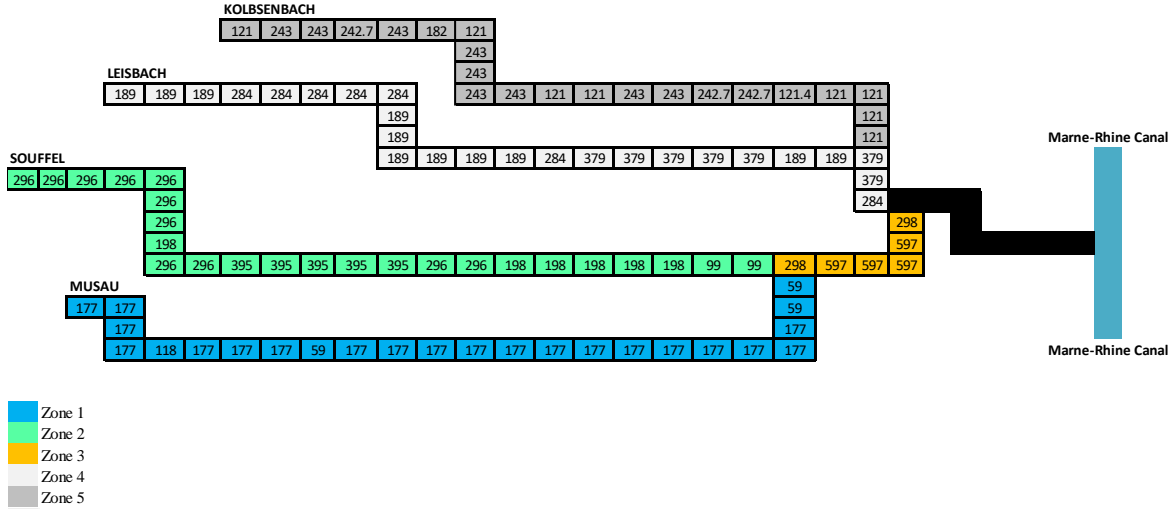 KOLBSENBACH
121 243 243 242.7 243 182 121
243
243
LEISBACH
243 243 121 121 243 243 242.7 242.7 121.4 121 121
189 189 189 284 284 284 284 284
189
121
189
121
Marne-Rhine Canal
189 189 189 189 284 379 379 379 379 379 189 189 379
SOUFFEL
296 296 296 296 296
379
296
284
296
298
198
597
296 296 395 395 395 395 395 296 296 198 198 198 198 198 99 99 298 597 597 597
MUSAU
59
177 177
59
177
177
177 118 177 177 177 59 177 177 177 177 177 177 177 177 177 177 177 177
Marne-Rhine Canal
Zone 1
Zone 2
Zone 3
Zone 4
Zone 5